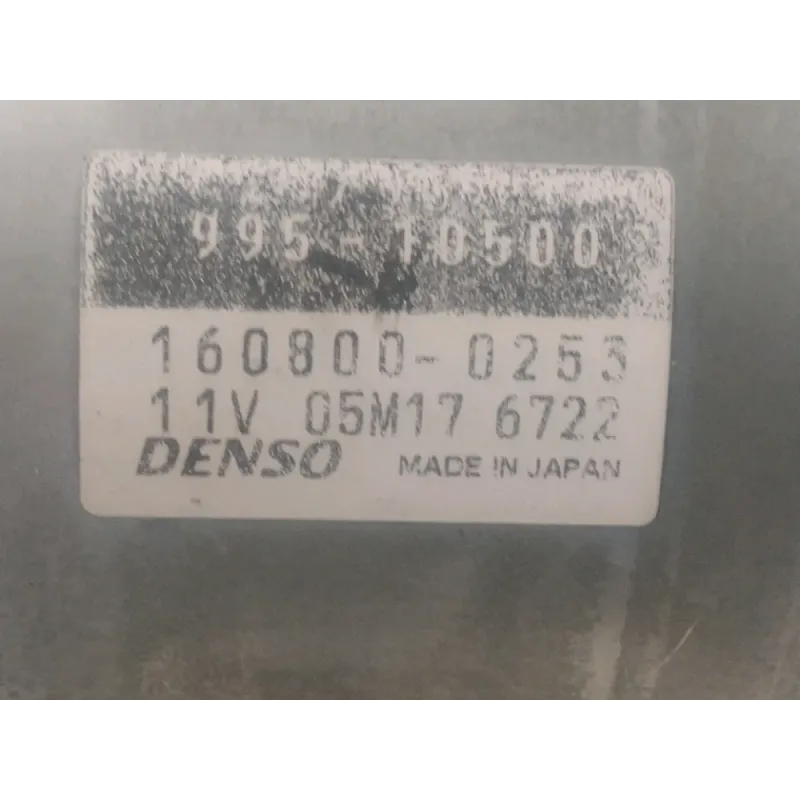 995-10500
160800-0253
11V 05M17 6722
DENSO MADE IN JAPAN